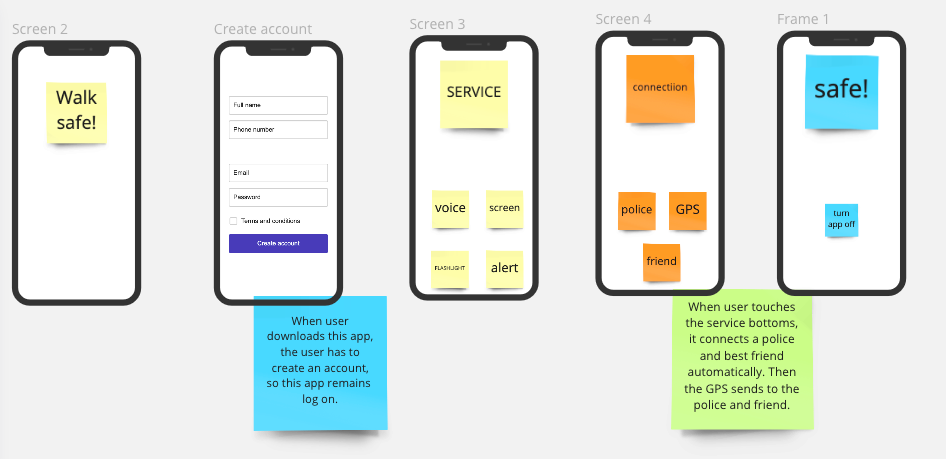 Screen 2
Walk
safe!
Create account
Full name
Phone number
Email
Password
Terms and conditions
Create account
When user
downloads this app,
the user has to
create an account,
so this app remains
log on.
Screen 3
SERVICE
voice
screen
FLASHLIGHT
alert
Screen 4
connectiion
police
GPS
friend
Frame 1
safe!
turn
app off
When user touches
the service bottoms,
it connects a police
and best friend
automatically. Then
the GPS sends to the
police and friend.